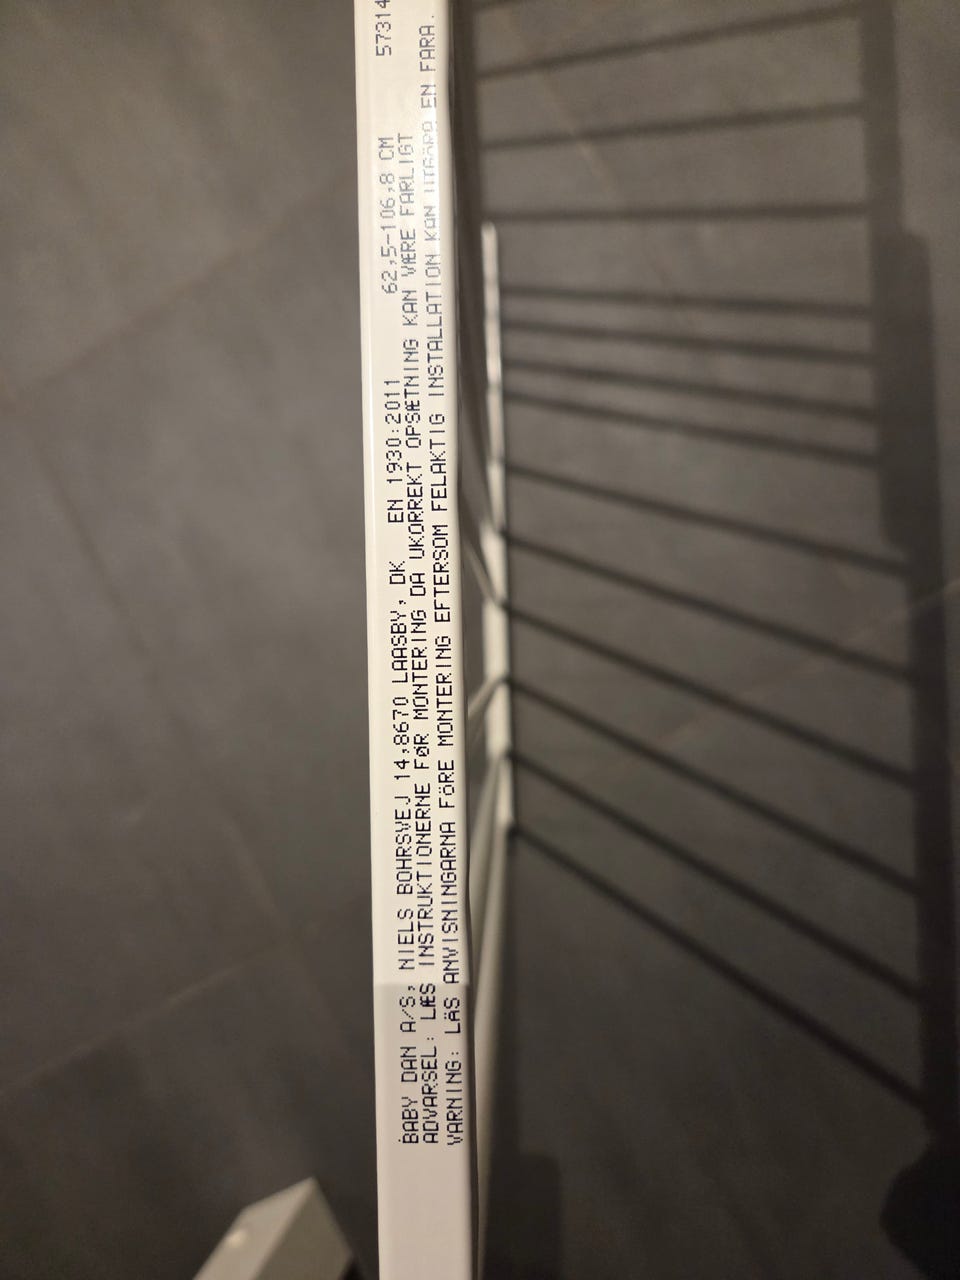 BABY DAN A/S, NIELS BOHRSVEJ 14,8670 LAASBY, DK EN 1930:2011 62,5-106,8 CM 57314
ADVARSEL: LÆS INSTRUKTIONERNE FØR MONTERING DA UKORREKT OPSÆTNING KAN VÆRE FARLIGT
VARNING: LÄS ANVISNINGARNA FÖRE MONTERING EFTERSOM FELAKTIG INSTALLATION KAN UTGÖRA EN FARA.